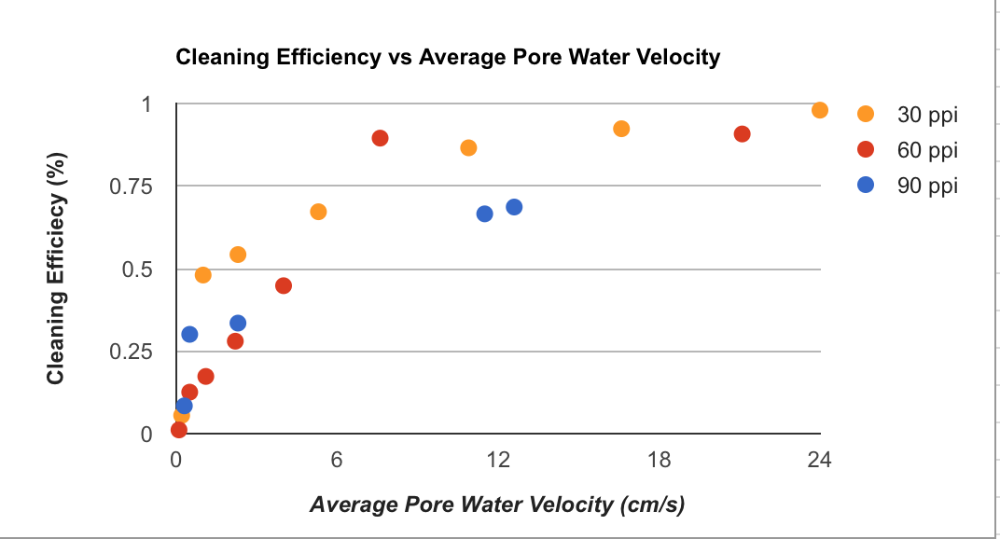 Cleaning Efficiency vs Average Pore Water Velocity
1
0.75
0.5
0.25
0
0 6 12 18 24
Cleaning Efficiecy (%)
Average Pore Water Velocity (cm/s)
30 ppi
60 ppi
90 ppi